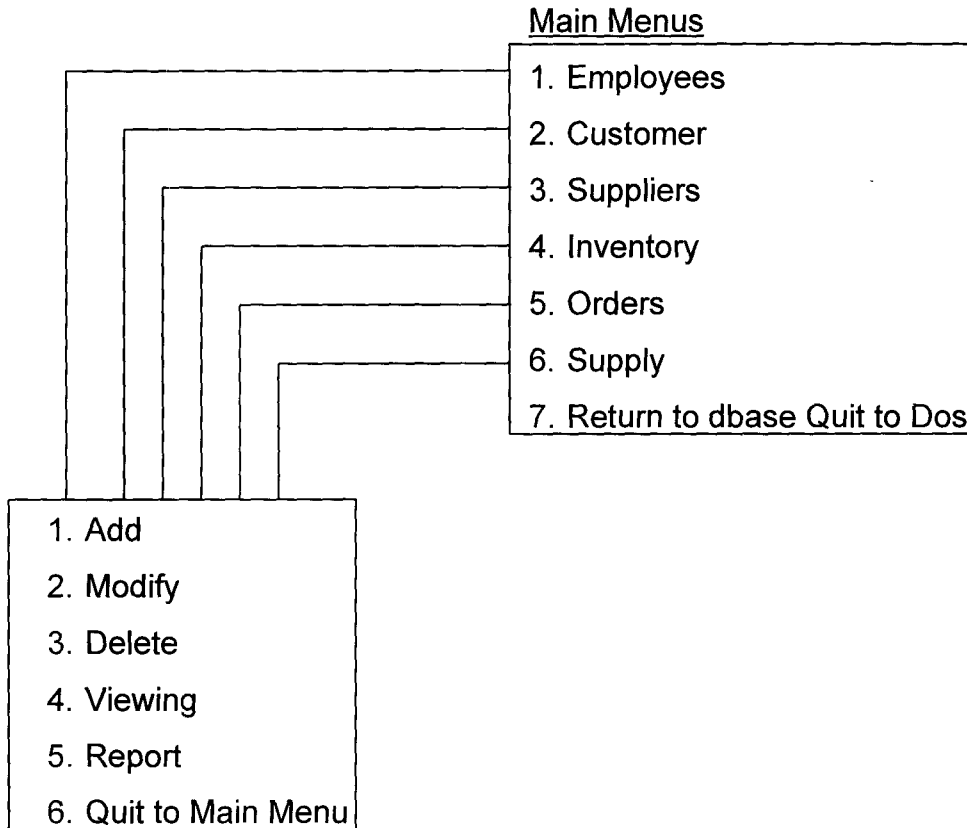 Main Menus
1. Employees
2. Customer
3. Suppliers
4. Inventory
5. Orders
6. Supply
7. Return to dbase Quit to Dos
1. Add
2. Modify
3. Delete
4. Viewing
5. Report
6. Quit to Main Menu